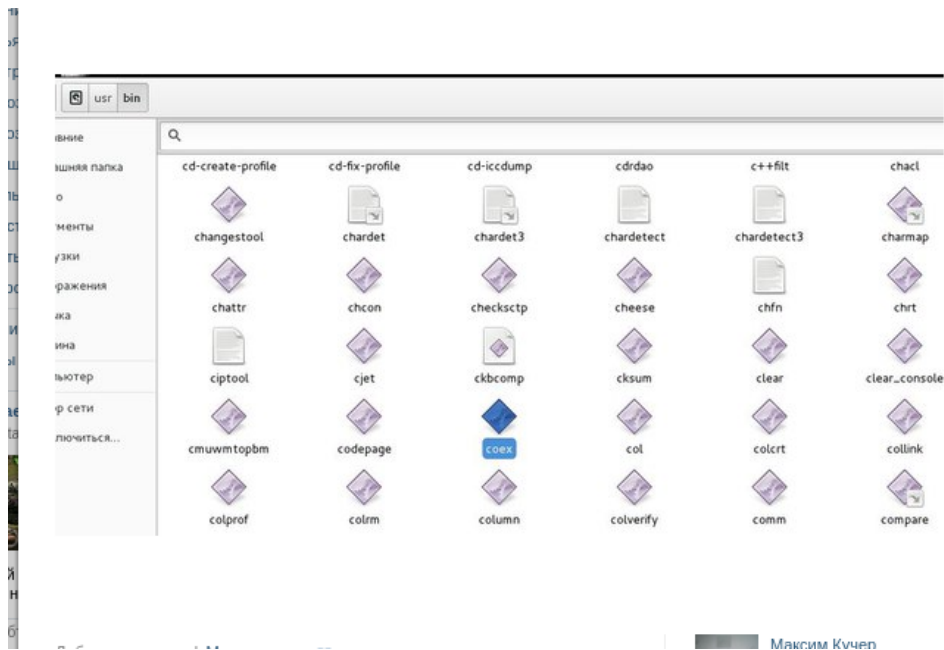 usr bin
папка
сети
cd-create-profile cd-fix-profile cd-iccdump cdrdao c++filt chacl
changestool chardet chardet3 chardetect chardetect3 charmap
chattr chcon checksctp cheese chfn chrt
ciptool cjet ckbcomp cksum clear clear_console
cmuwmtopbm codepage coex col colcrt collink
colprof colrm column colverify comm compare
Максим Кучер